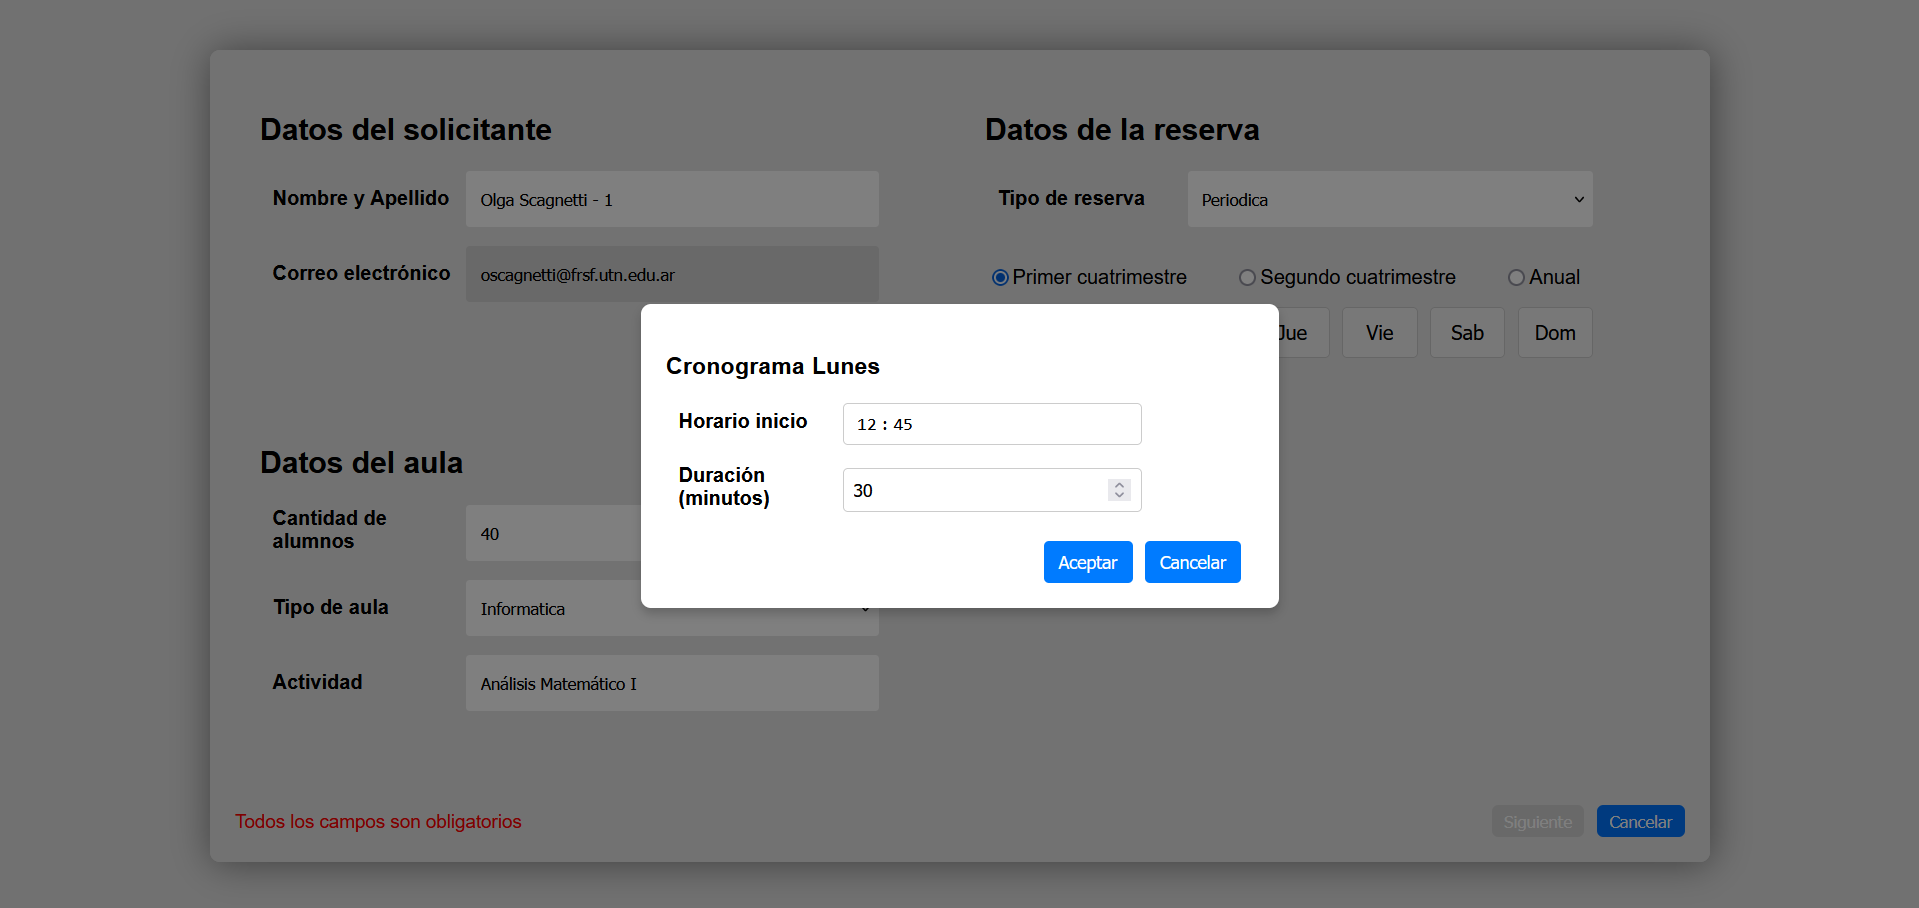 Datos del solicitante
Nombre y Apellido
Olga Scagnetti - 1
Correo electrónico
oscagnetti@frsf.utn.edu.ar
Datos de la reserva
Tipo de reserva
Periodica
Primer cuatrimestre
Segundo cuatrimestre
Anual
Jue
Vie
Sab
Dom
Cronograma Lunes
Horario inicio
12 : 45
Duración
(minutos)
30
Aceptar
Cancelar
Datos del aula
Cantidad de
alumnos
40
Tipo de aula
Informatica
Actividad
Análisis Matemático I
Todos los campos son obligatorios
Siguiente
Cancelar